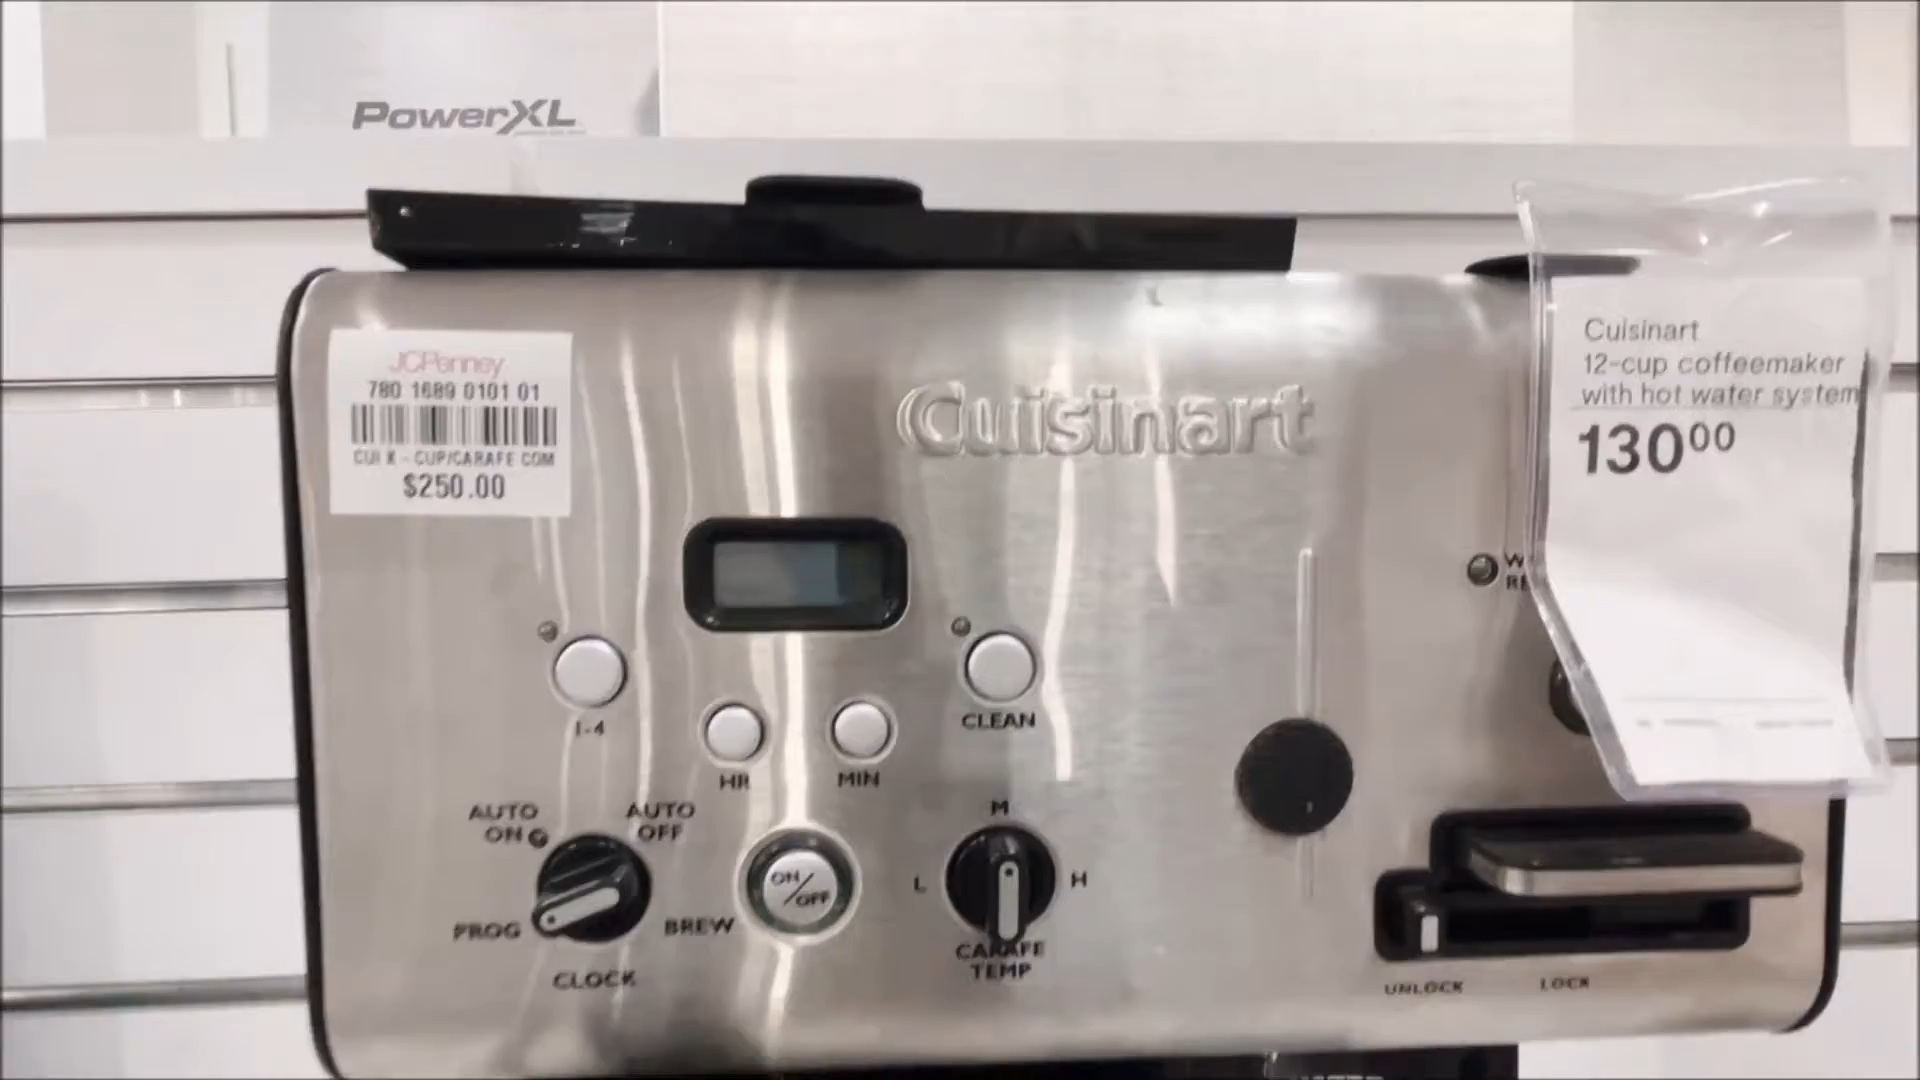 PowerXL
JCPenney
780 1689 0101 01
CUI K - CUP/CARAFE COM
$250.00
Cuisinart
Cuisinart
12-cup coffeemaker
with hot water system
130⁰⁰
1-4
HR
MIN
CLEAN
AUTO
ON
AUTO
OFF
PROG
BREW
CLOCK
ON/OFF
M
L
H
CARAFE
TEMP
UNLOCK
LOCK